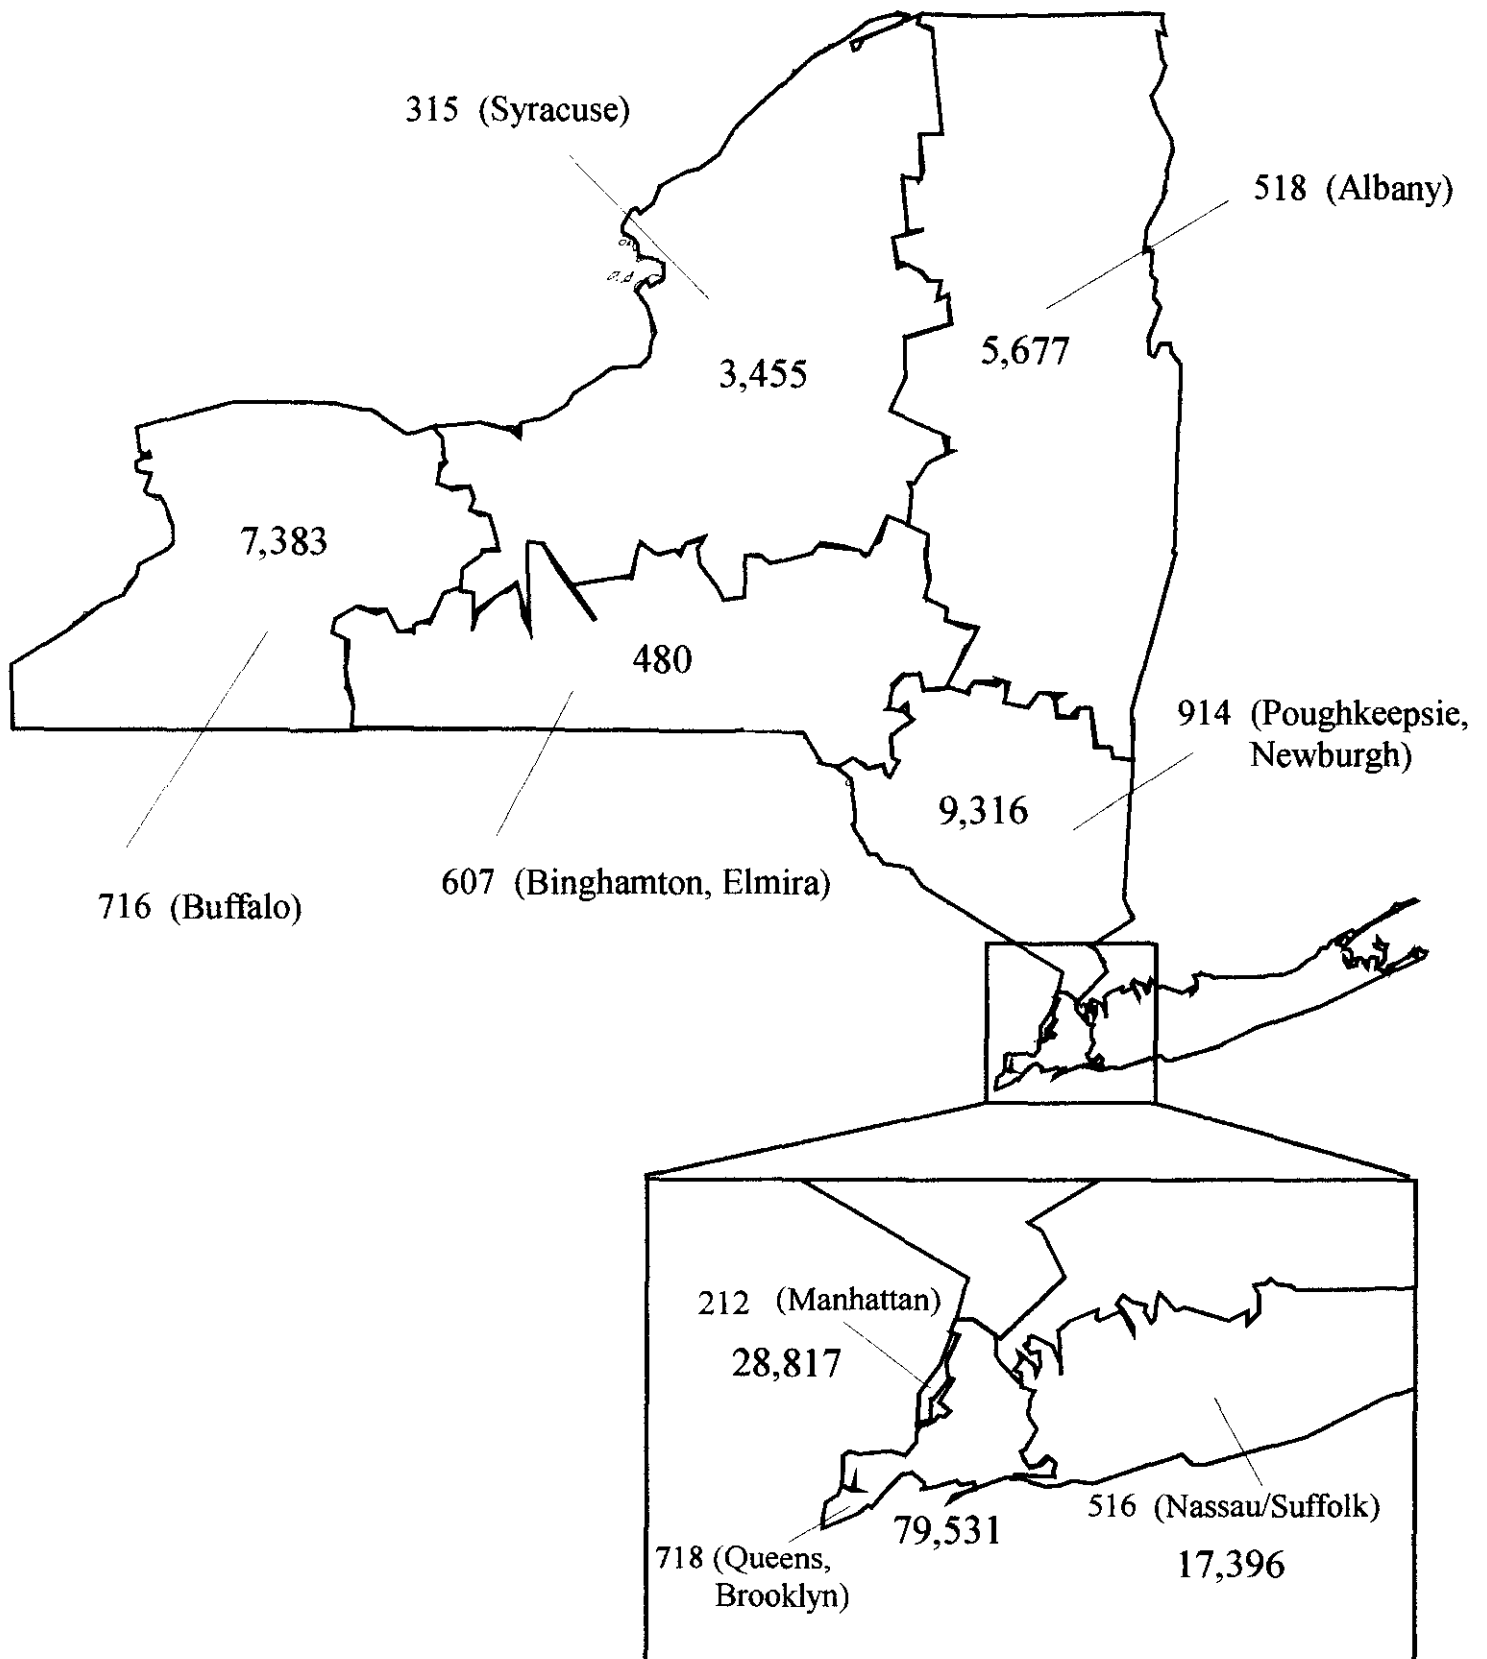 315 (Syracuse)
518 (Albany)
5,677
3,455
7,383
480
914 (Poughkeepsie,
Newburgh)
9,316
607 (Binghamton, Elmira)
716 (Buffalo)
212 (Manhattan)
28,817
516 (Nassau/Suffolk)
79,531
718 (Queens,
Brooklyn)
17,396